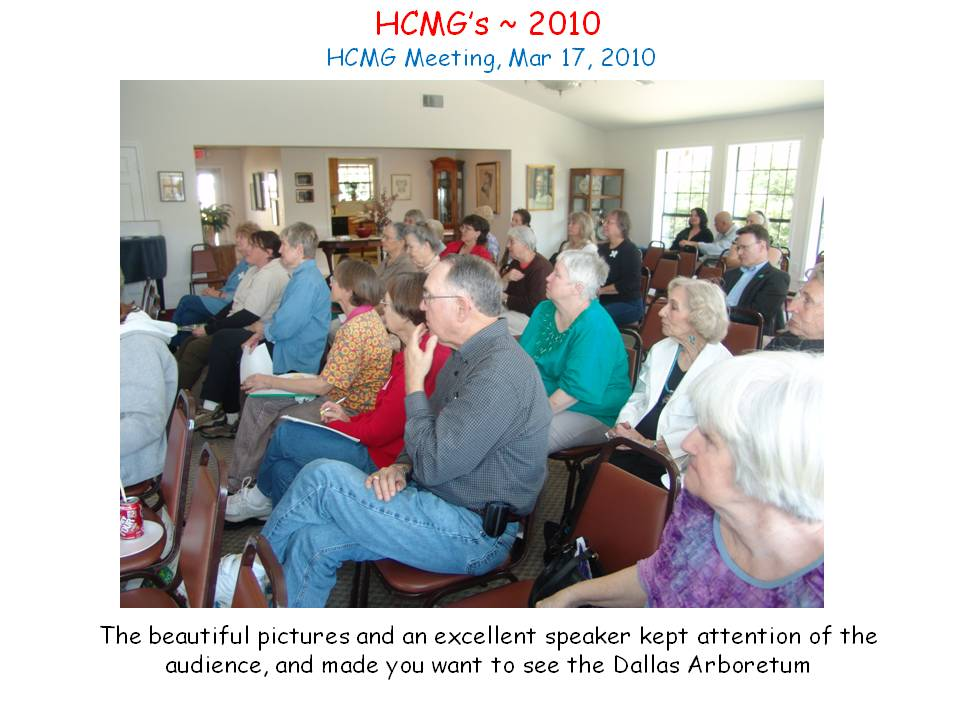 HCMG's ~ 2010
HCMG Meeting, Mar 17, 2010
The beautiful pictures and an excellent speaker kept attention of the
audience, and made you want to see the Dallas Arboretum